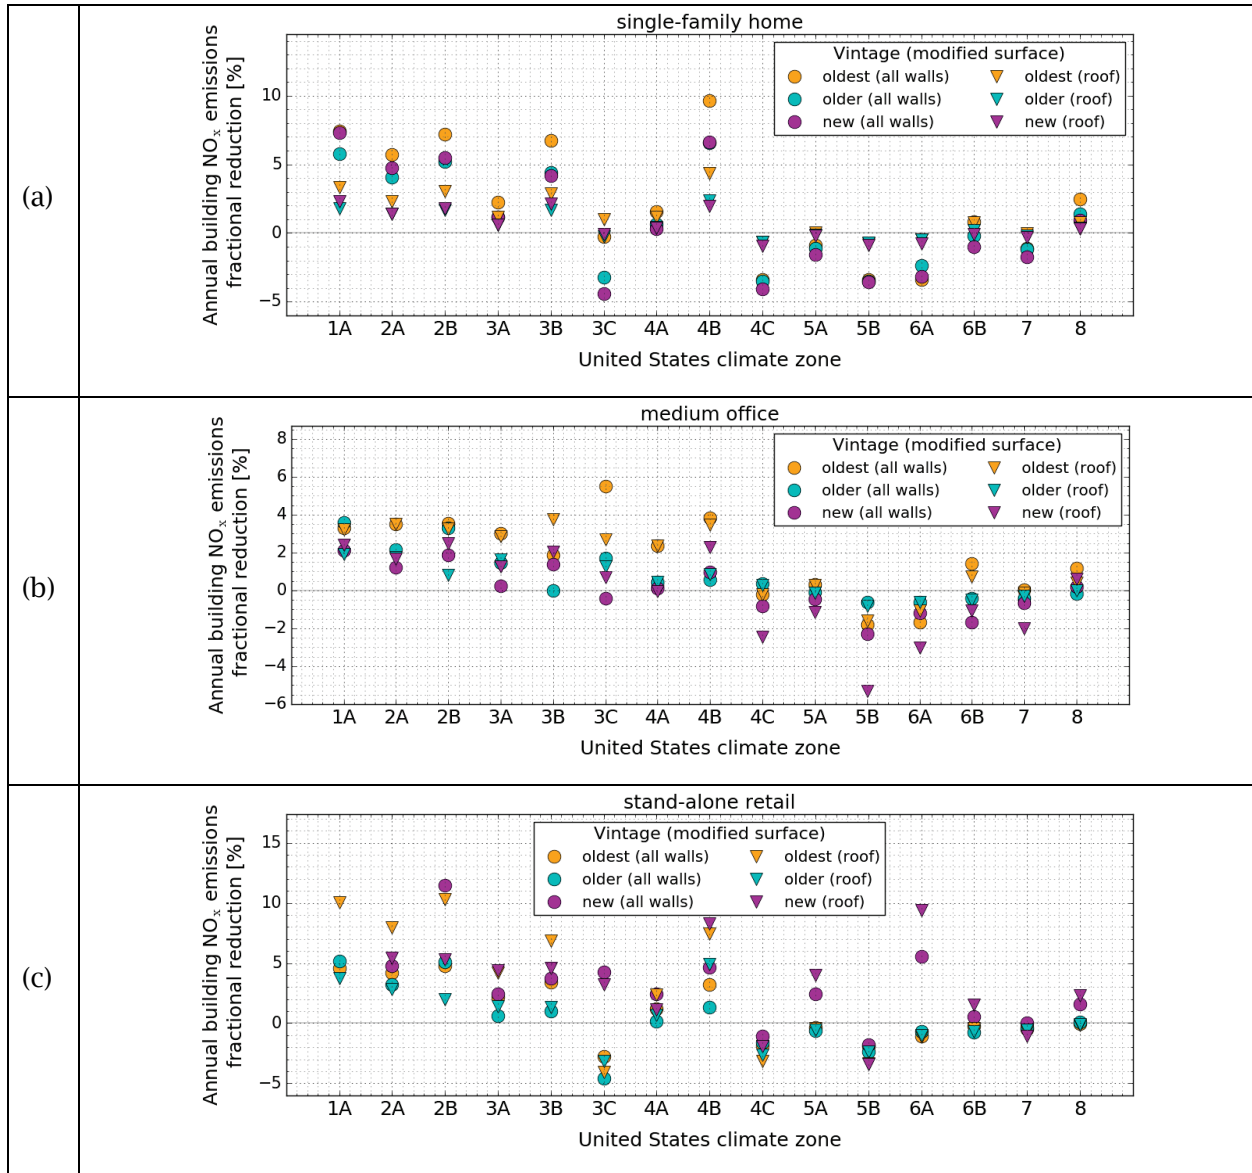 (a)
single-family home
Annual building NOx emissions
fractional reduction [%]
10
5
0
−5
Vintage (modified surface)
oldest (all walls) oldest (roof)
older (all walls) older (roof)
new (all walls) new (roof)
1A 2A 2B 3A 3B 3C 4A 4B 4C 5A 5B 6A 6B 7 8
United States climate zone
(b)
medium office
Annual building NOx emissions
fractional reduction [%]
8
6
4
2
0
−2
−4
−6
Vintage (modified surface)
oldest (all walls) oldest (roof)
older (all walls) older (roof)
new (all walls) new (roof)
1A 2A 2B 3A 3B 3C 4A 4B 4C 5A 5B 6A 6B 7 8
United States climate zone
(c)
stand-alone retail
Annual building NOx emissions
fractional reduction [%]
15
10
5
0
−5
Vintage (modified surface)
oldest (all walls) oldest (roof)
older (all walls) older (roof)
new (all walls) new (roof)
1A 2A 2B 3A 3B 3C 4A 4B 4C 5A 5B 6A 6B 7 8
United States climate zone